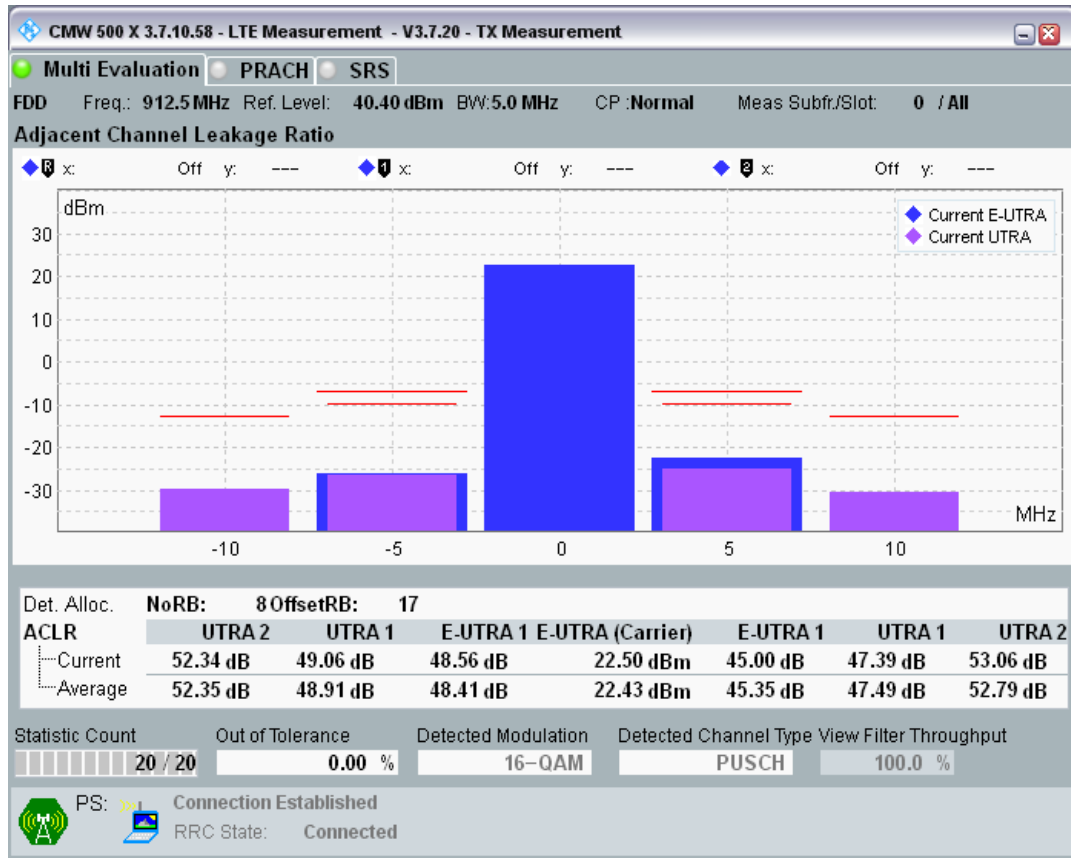 CMW 500 X 3.7.10.58 - LTE Measurement - V3.7.20 - TX Measurement
Multi Evaluation PRACH SRS
FDD Freq.: 912.5 MHz Ref. Level: 40.40 dBm BW:5.0 MHz CP :Normal Meas Subfr./Slot: 0 / All
Adjacent Channel Leakage Ratio
R x: Off y: --- 1 x: Off y: --- 2 x: Off y: ---
dBm
Current E-UTRA
Current UTRA
30
20
10
0
-10
-20
-30
MHz
-10 -5 0 5 10
Det. Alloc. NoRB: 8 OffsetRB: 17
ACLR UTRA 2 UTRA 1 E-UTRA 1 E-UTRA (Carrier) E-UTRA 1 UTRA 1 UTRA 2
Current 52.34 dB 49.06 dB 48.56 dB 22.50 dBm 45.00 dB 47.39 dB 53.06 dB
Average 52.35 dB 48.91 dB 48.41 dB 22.43 dBm 45.35 dB 47.49 dB 52.79 dB
Statistic Count Out of Tolerance Detected Modulation Detected Channel Type View Filter Throughput
20 / 20 0.00 % 16-QAM PUSCH 100.0 %
PS: Connection Established
RRC State: Connected